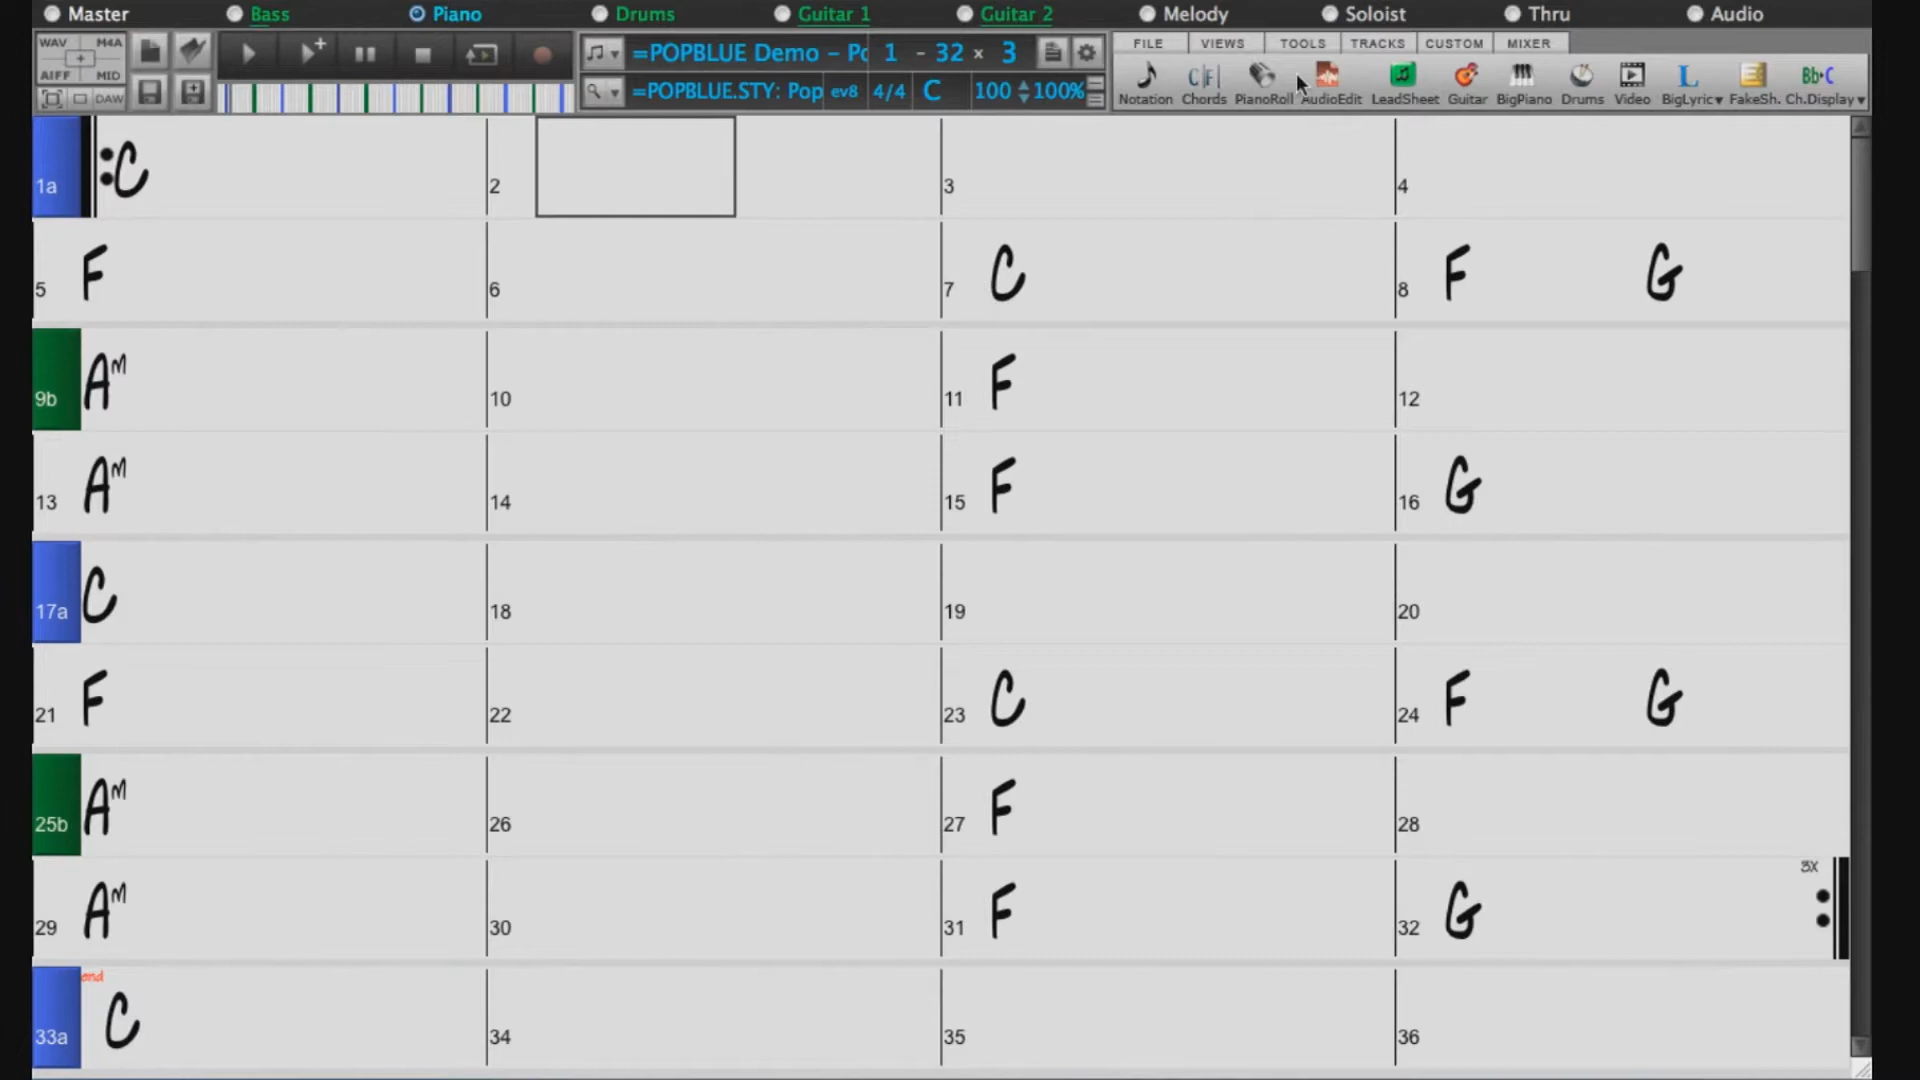 Master Bass Piano Drums Guitar 1 Guitar 2 Melody Soloist Thru Audio
WAV M4A
AIFF MID
DAW
=POPBLUE Demo – Po 1 - 32 x 3
=POPBLUE.STY: Pop ev8 4/4 C 100 100%
FILE VIEWS TOOLS TRACKS CUSTOM MIXER
Notation Chords PianoRoll AudioEdit LeadSheet Guitar BigPiano Drums Video BigLyric FakeSh. Ch.Display
1a C 2 3 4
5 F 6 7 C 8 F G
9b Am 10 11 F 12
13 Am 14 15 F 16 G
17a C 18 19 20
21 F 22 23 C 24 F G
25b Am 26 27 F 28
3X
29 Am 30 31 F 32 G
end
33a C 34 35 36